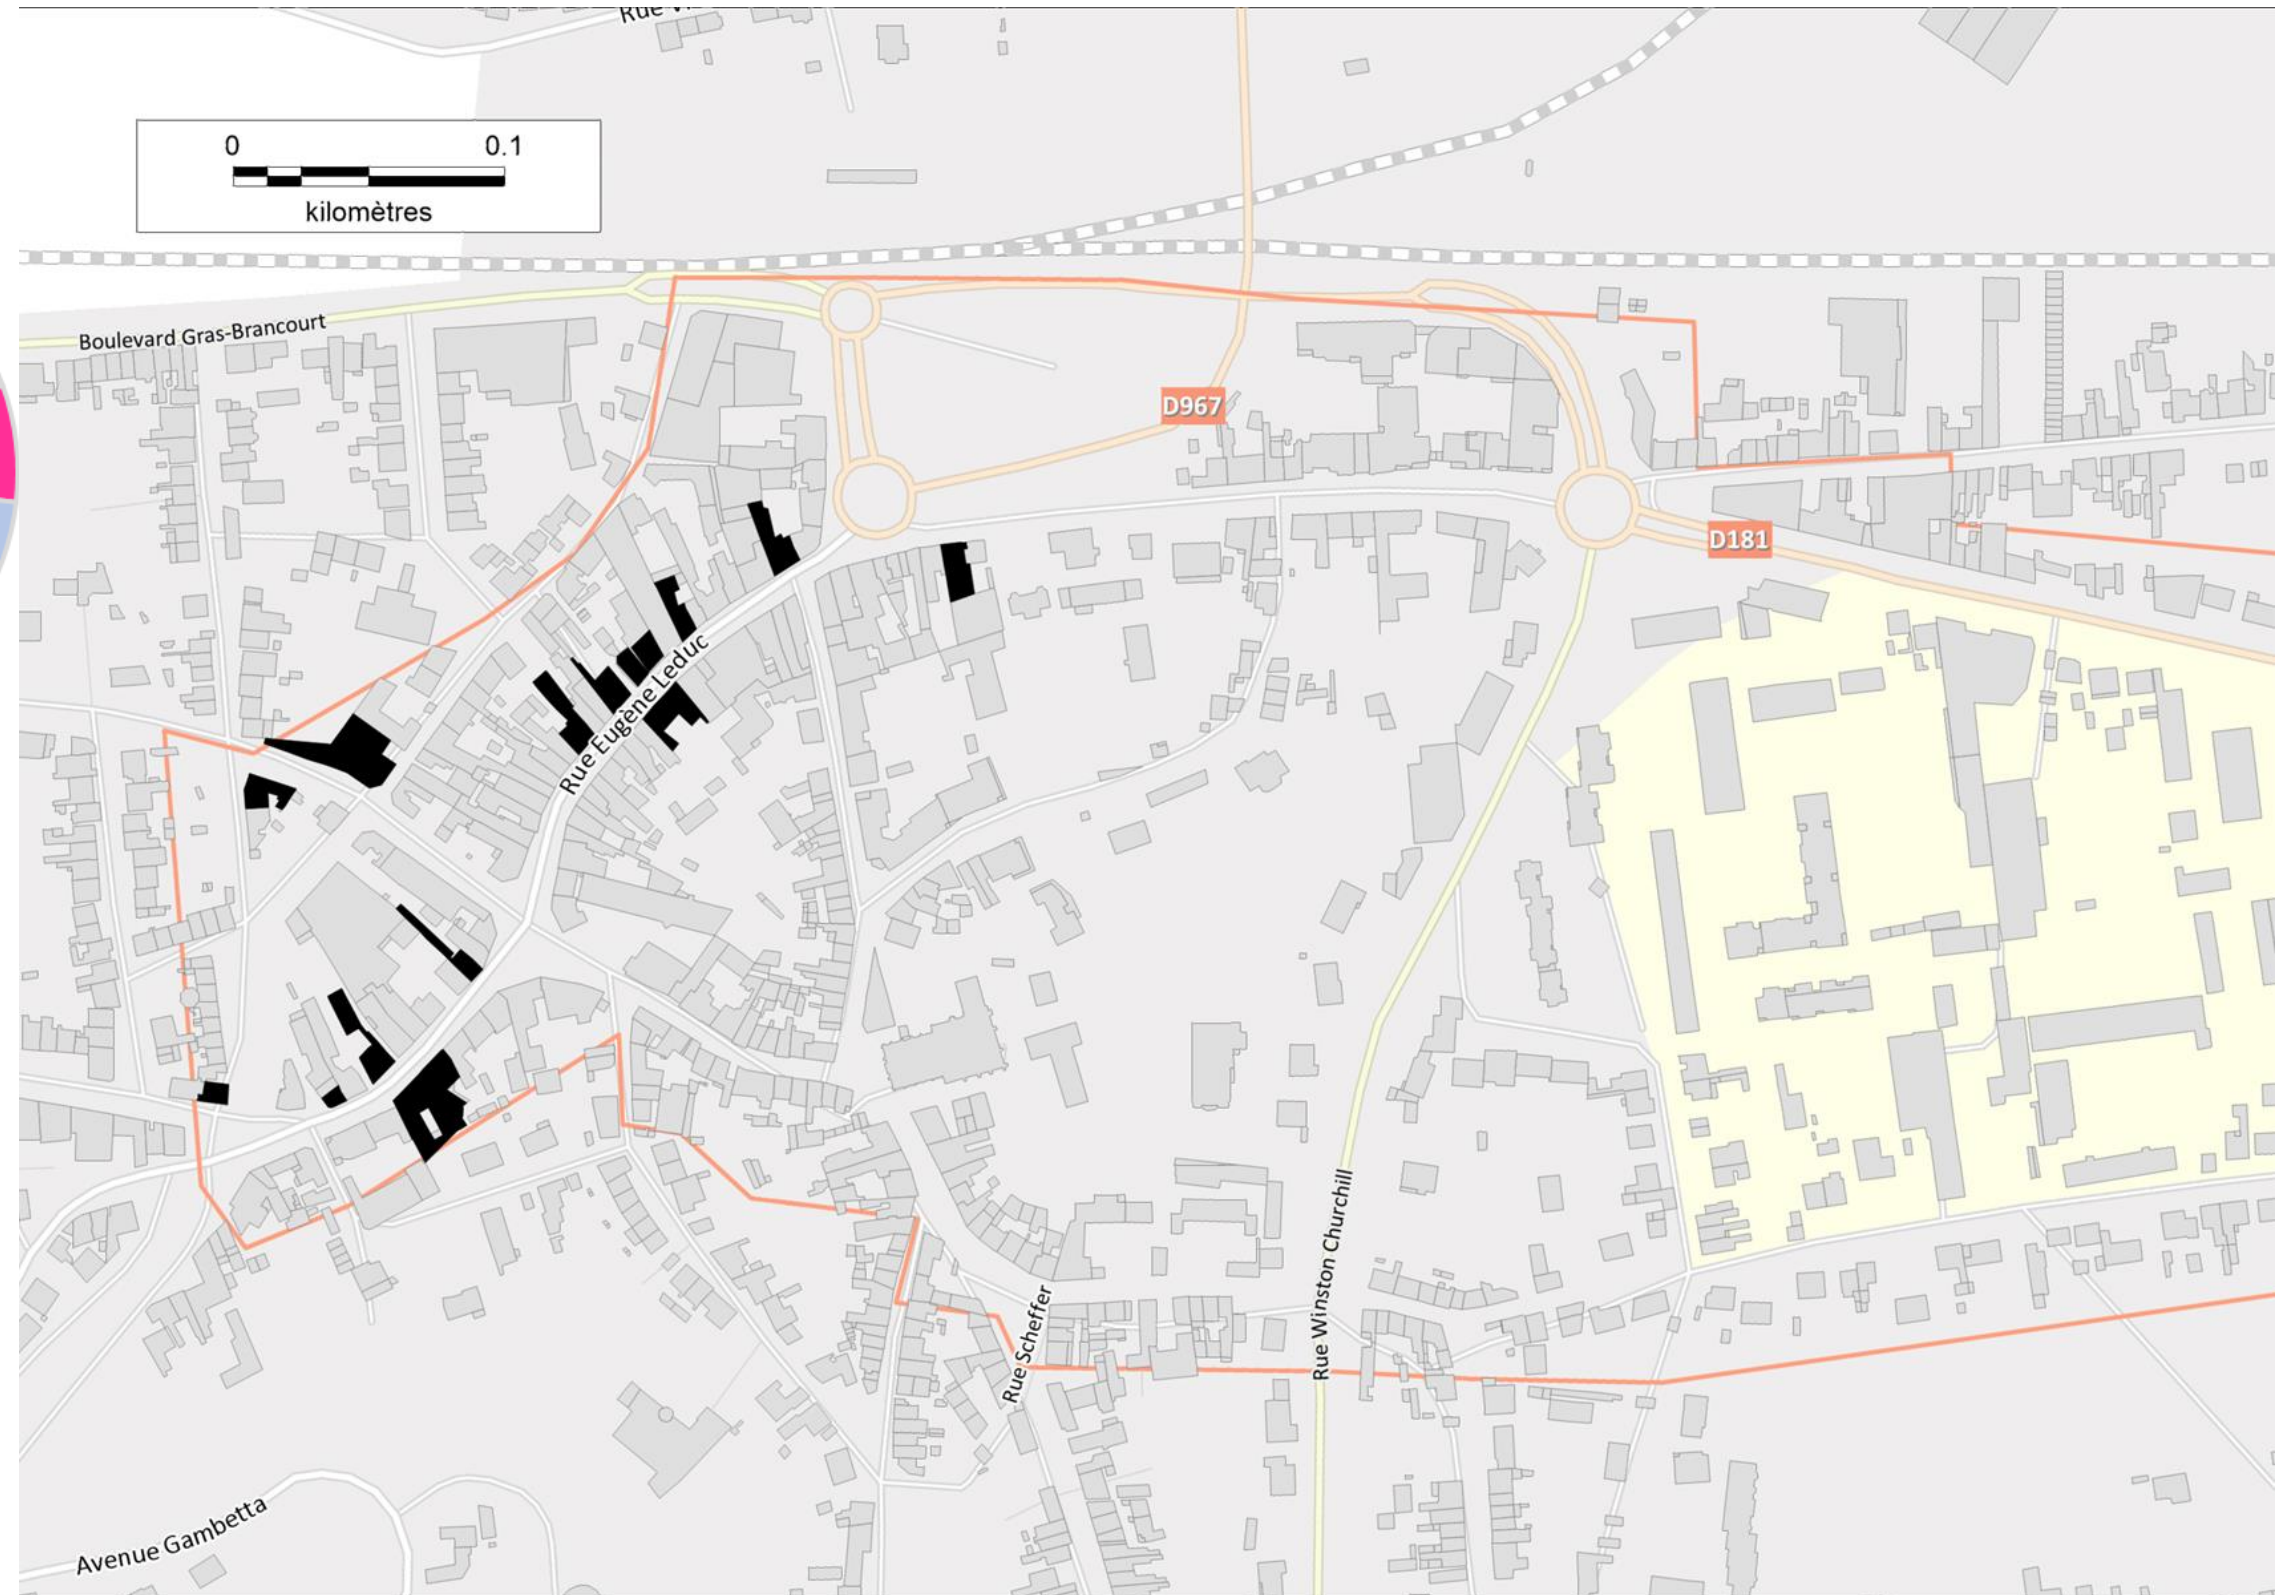 0 0.1
kilomètres
Boulevard Gras-Brancourt
D967
D181
Rue Eugène Leduc
Rue Winston Churchill
Rue Scheffer
Avenue Gambetta